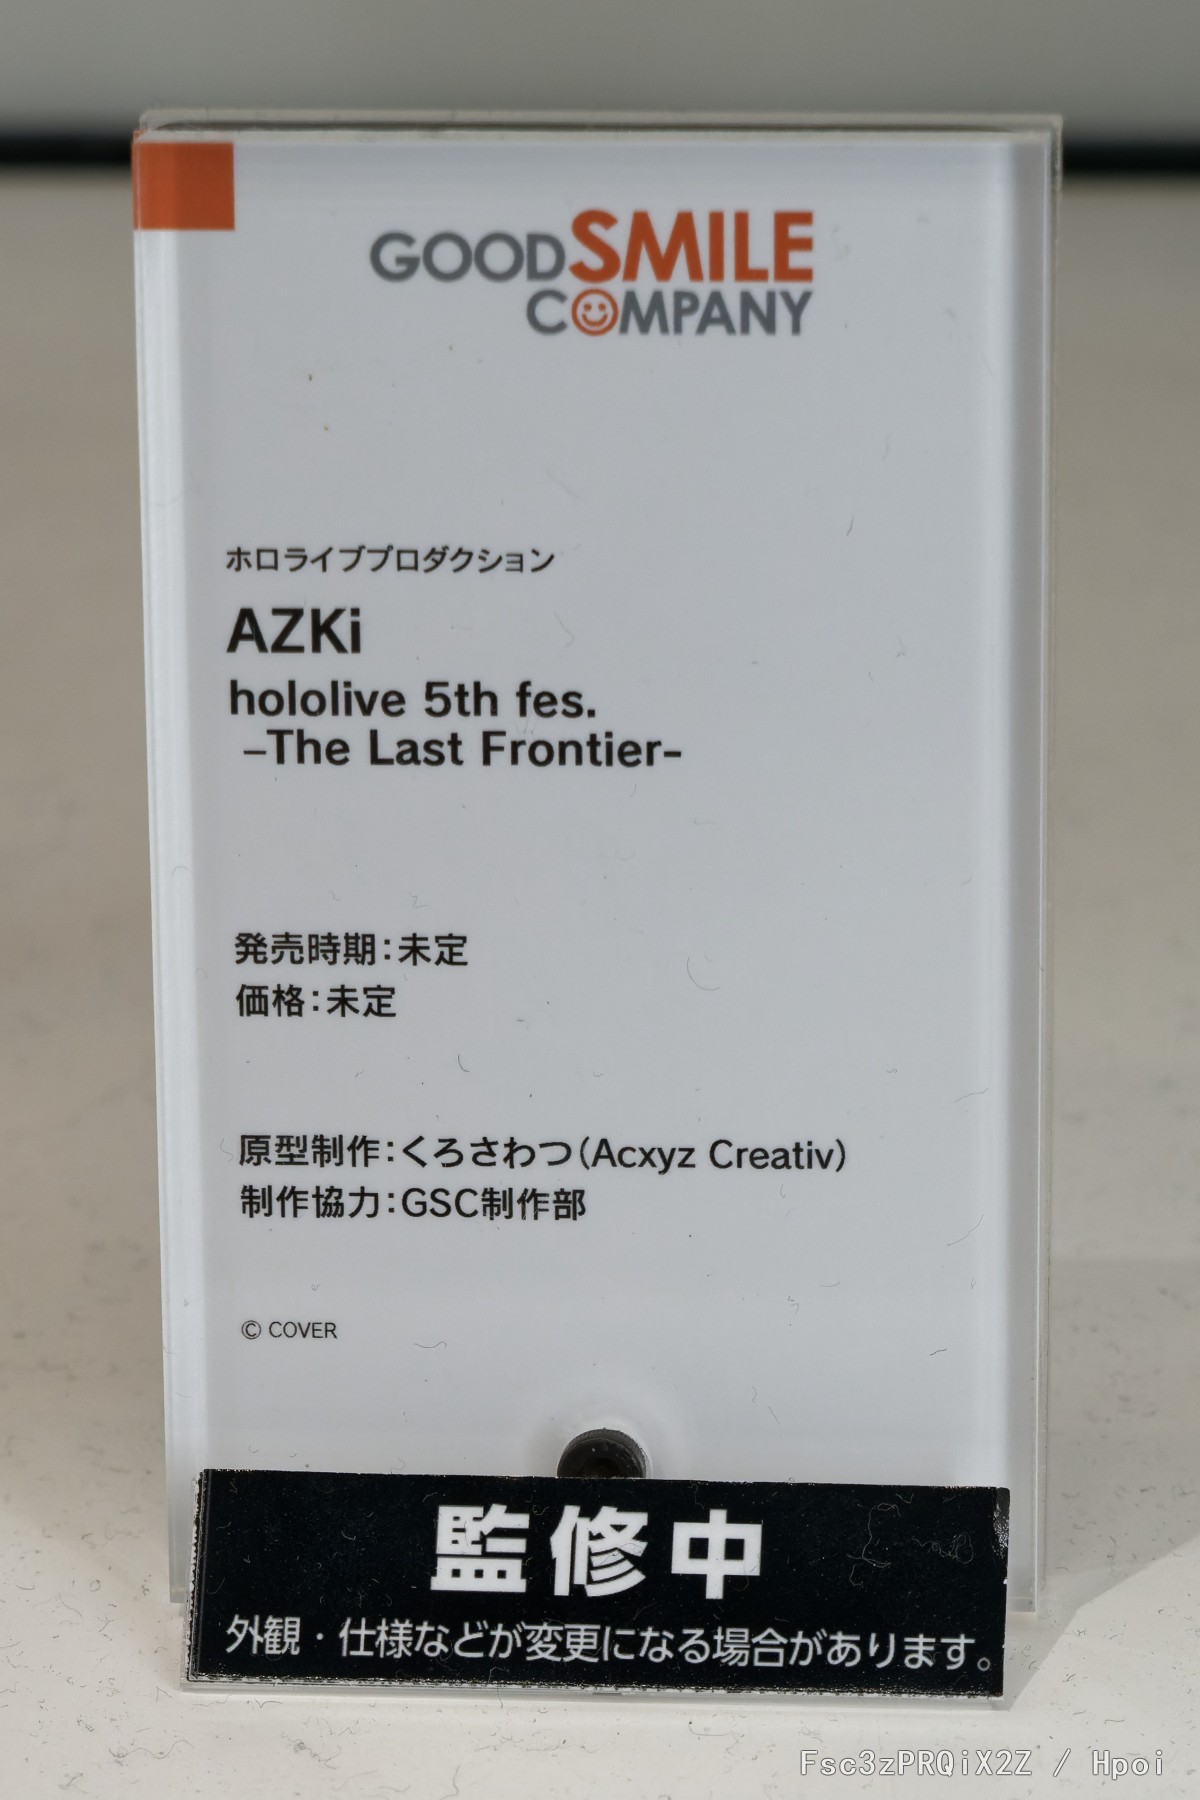 GOODSMILE
COMPANY
ホロライブプロダクション
AZKi
hololive 5th fes.
–The Last Frontier-
発売時期：未定
価格：未定
原型制作：くろさわつ（Acxyz Creativ）
制作協力：GSC制作部
© COVER
監修中
外観・仕様などが変更になる場合があります。
Fsc3zPRQiX2Z / Hpoi